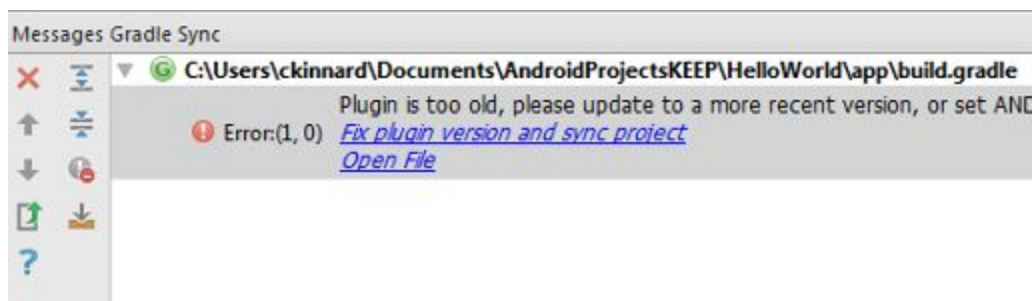 Messages Gradle Sync
C:\Users\ckinnard\Documents\AndroidProjectsKEEP\HelloWorld\app\build.gradle
Plugin is too old, please update to a more recent version, or set AND
Error:(1, 0) Fix plugin version and sync project
Open File